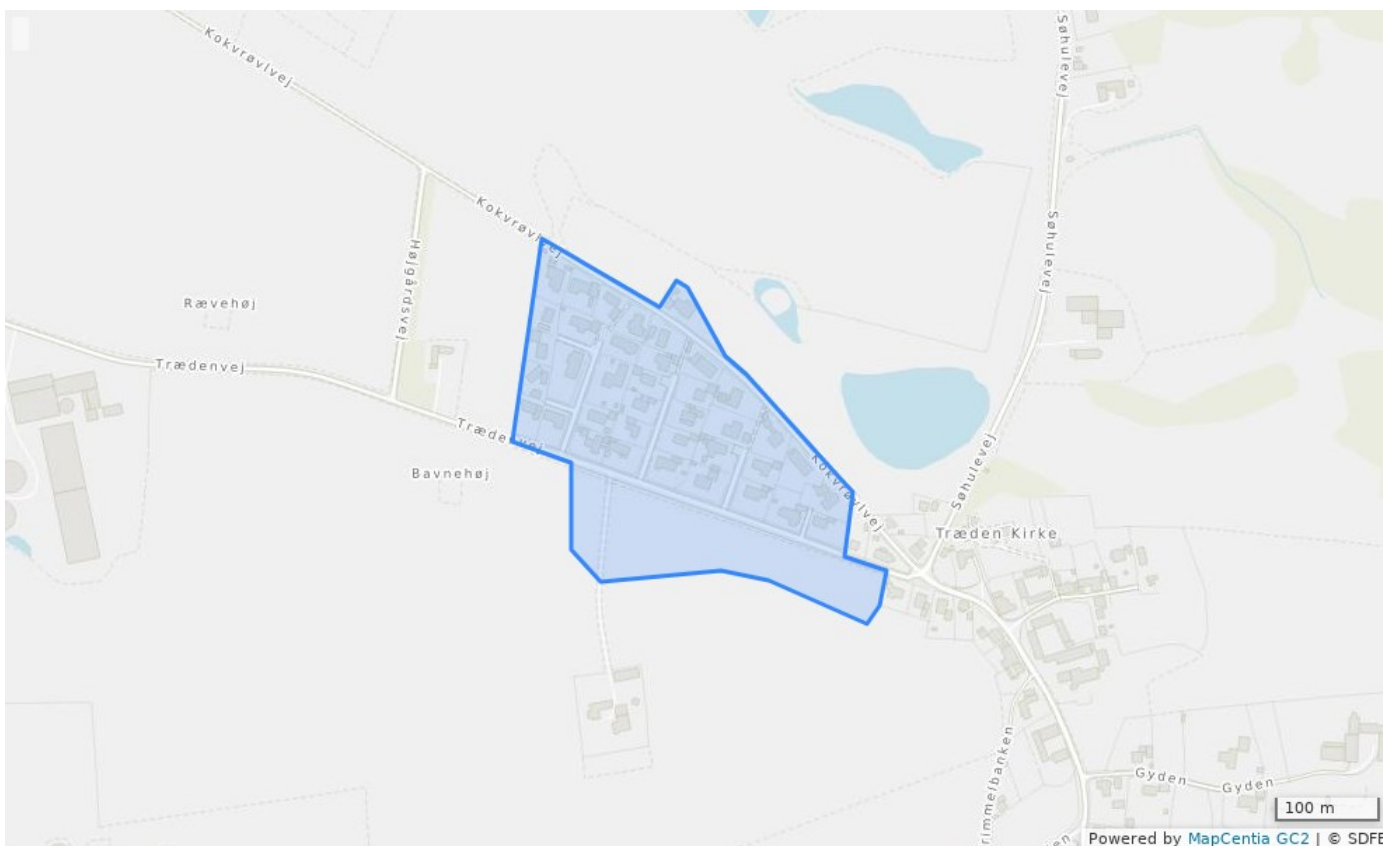 Kokvrøvlvej
Søhulevej
Kokvrøvlvej
Søhulevej
Højgårdsvej
Rævehøj
Trædenvej
Trædenvej
Bavnehøj
Kokvrøvlvej
Søhulevej
Træden Kirke
Gyden
Gyden
100 m
Powered by MapCentia GC2 | © SDFE